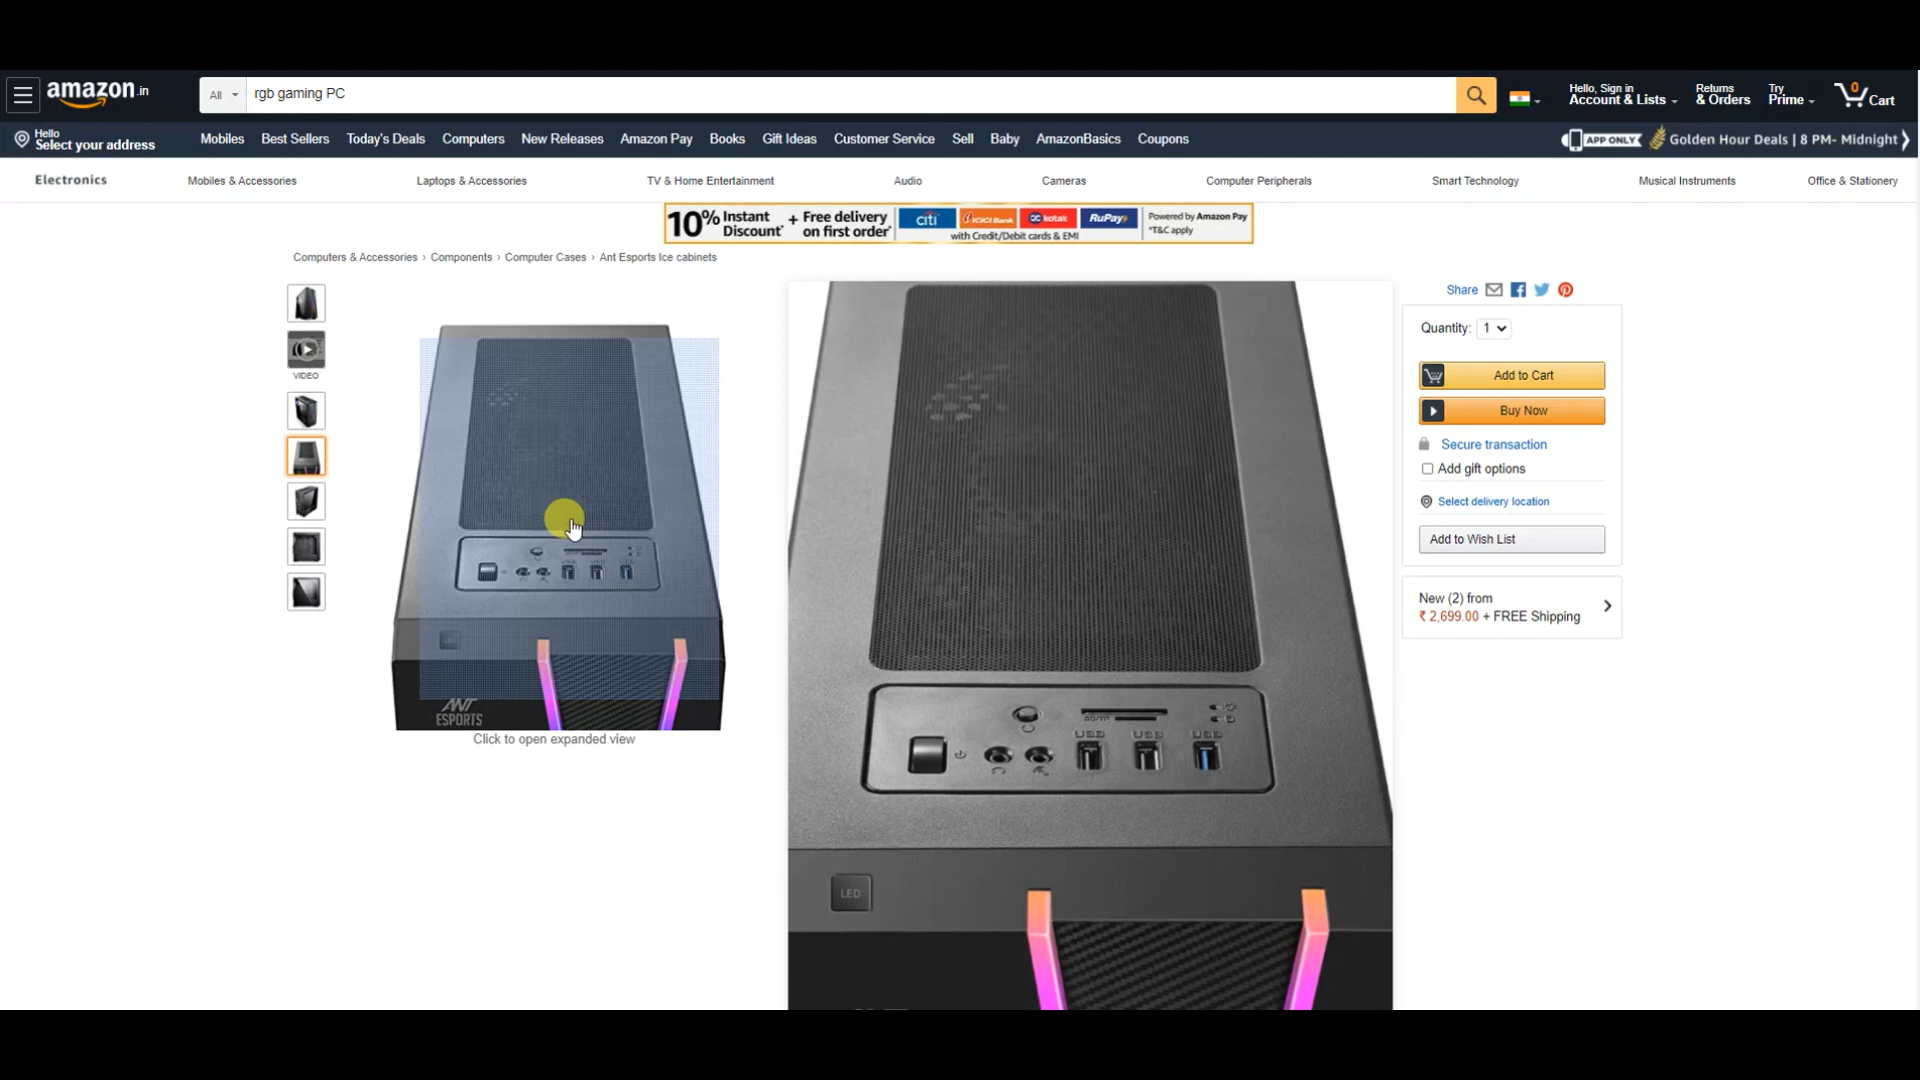 amazon.in
All
rgb gaming PC
Hello, Sign in
Account & Lists
Returns
& Orders
Try
Prime
0
Cart
Hello
Select your address
Mobiles
Best Sellers
Today's Deals
Computers
New Releases
Amazon Pay
Books
Gift Ideas
Customer Service
Sell
Baby
AmazonBasics
Coupons
APP ONLY
Golden Hour Deals | 8 PM- Midnight
Electronics
Mobiles & Accessories
Laptops & Accessories
TV & Home Entertainment
Audio
Cameras
Computer Peripherals
Smart Technology
Musical Instruments
Office & Stationery
10% Instant Discount* + Free delivery on first order*
citi
ICICI Bank
kotak
RuPay
with Credit/Debit cards & EMI
Powered by Amazon Pay
*T&C apply
Computers & Accessories › Components › Computer Cases › Ant Esports Ice cabinets
VIDEO
ANT
ESPORTS
Click to open expanded view
USB
USB
USB
LED
Share
Quantity: 1
Add to Cart
Buy Now
Secure transaction
Add gift options
Select delivery location
Add to Wish List
New (2) from
₹ 2,699.00 + FREE Shipping